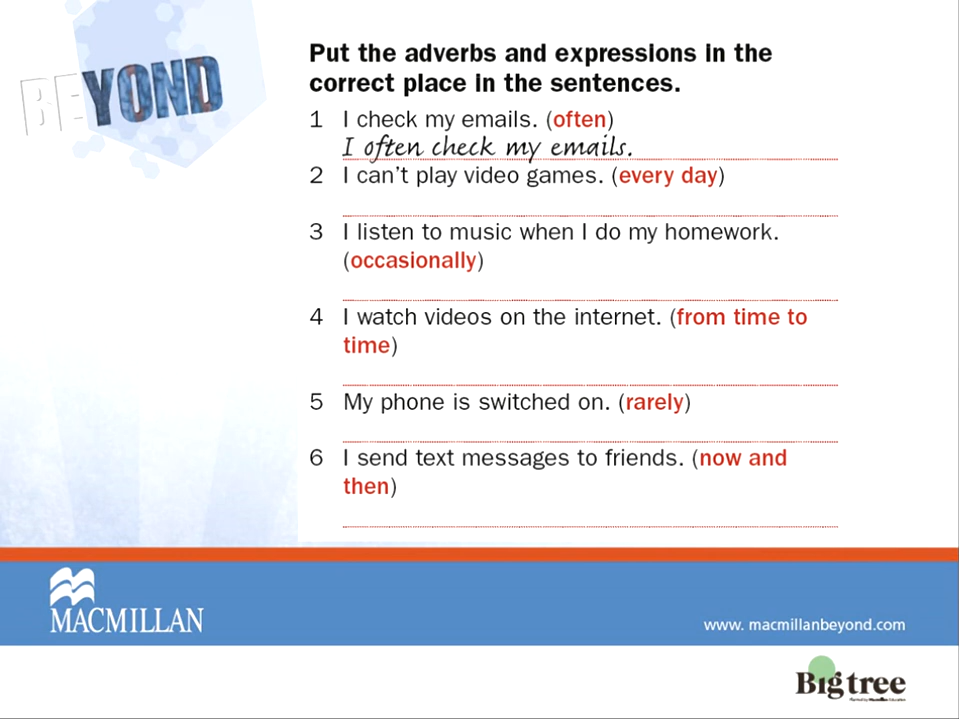 BEYOND
Put the adverbs and expressions in the
correct place in the sentences.
1 I check my emails. (often)
I often check my emails.
2 I can't play video games. (every day)
3 I listen to music when I do my homework.
(occasionally)
4 I watch videos on the internet. (from time to
time)
5 My phone is switched on. (rarely)
6 I send text messages to friends. (now and
then)
MACMILLAN
www. macmillanbeyond.com
Bigtree